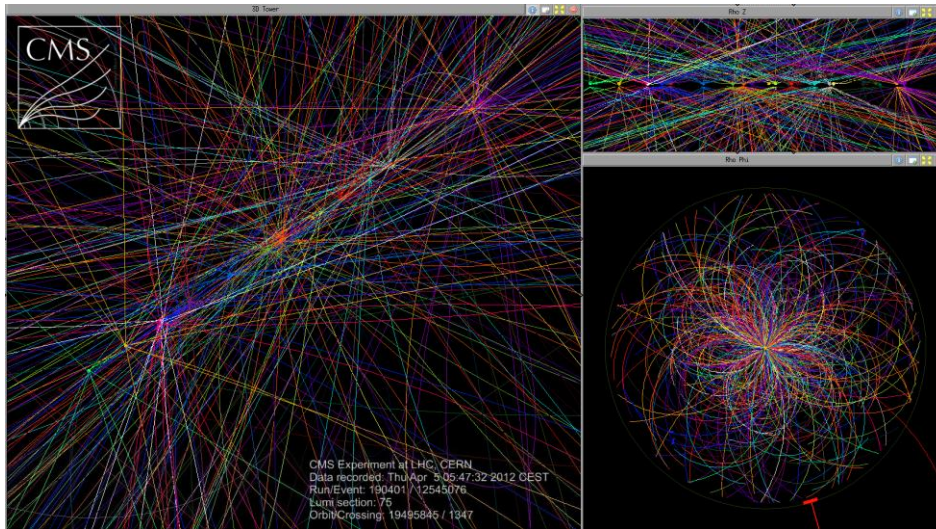 3D Tower
Rho Z
CMS
Rho Phi
CMS Experiment at LHC, CERN
Data recorded: Thu Apr 5 05:47:32 2012 CEST
Run/Event: 190401 / 12545076
Lumi section: 75
Orbit/Crossing: 19495845 / 1347